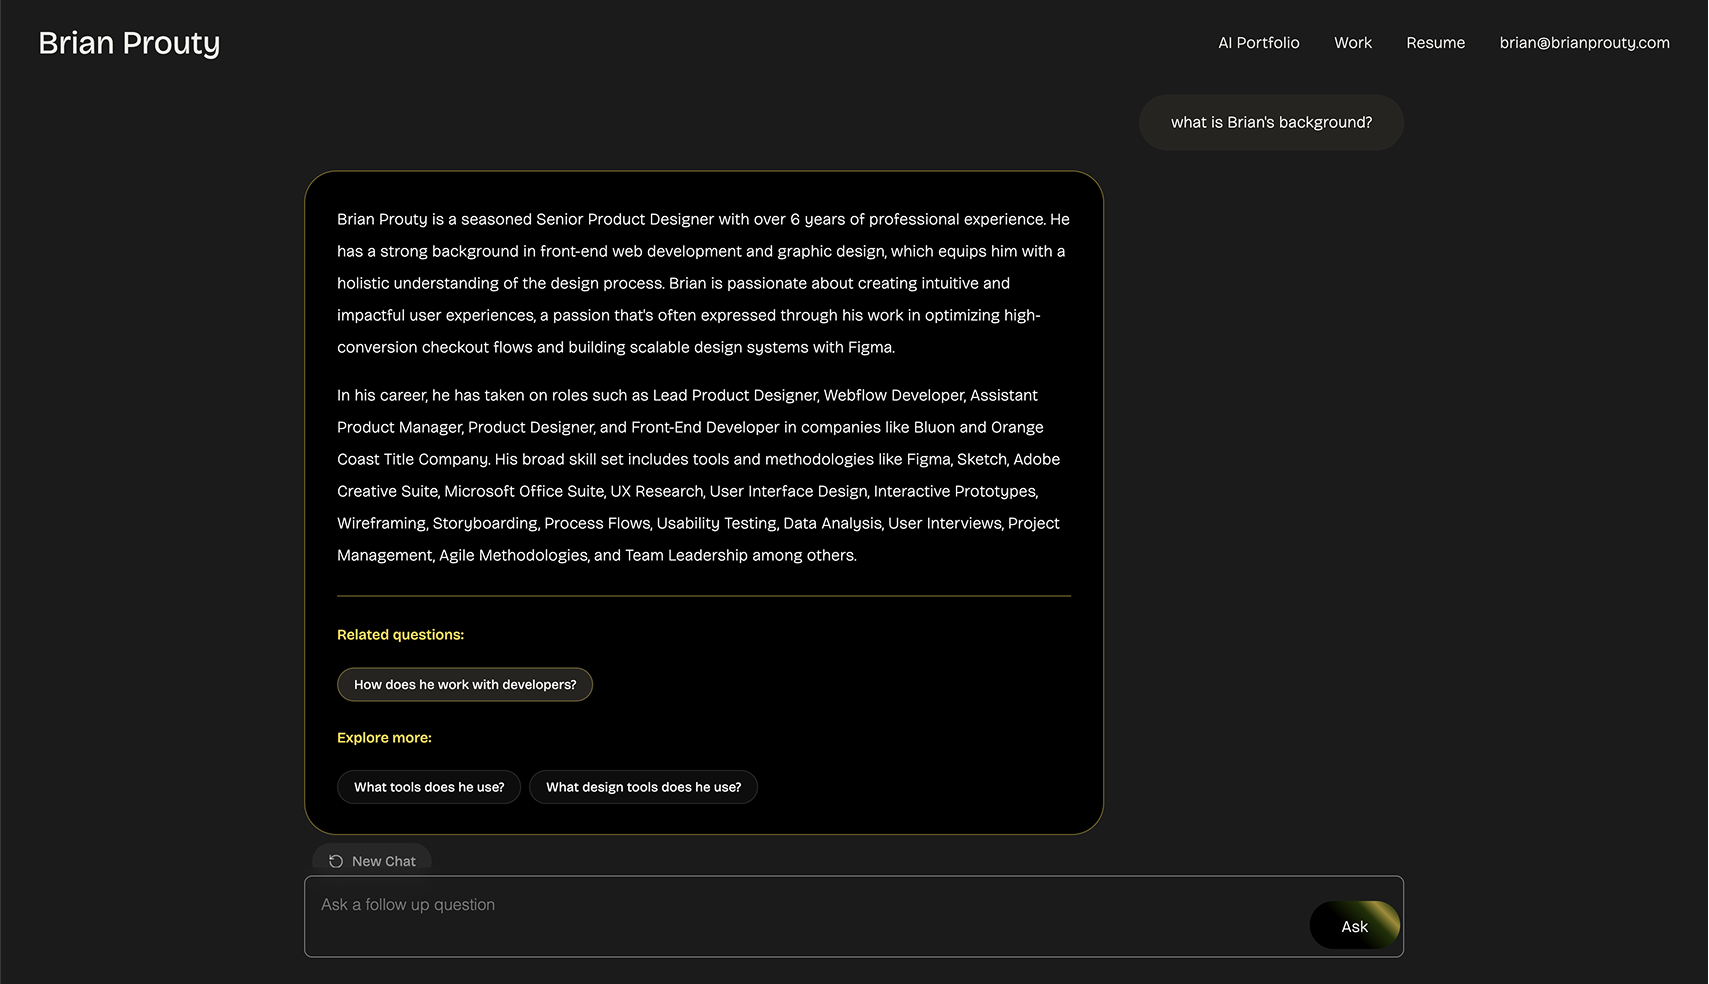 Brian Prouty
AI Portfolio
Work
Resume
brian@brianprouty.com
what is Brian's background?
Brian Prouty is a seasoned Senior Product Designer with over 6 years of professional experience. He
has a strong background in front-end web development and graphic design, which equips him with a
holistic understanding of the design process. Brian is passionate about creating intuitive and
impactful user experiences, a passion that's often expressed through his work in optimizing high-
conversion checkout flows and building scalable design systems with Figma.
In his career, he has taken on roles such as Lead Product Designer, Webflow Developer, Assistant
Product Manager, Product Designer, and Front-End Developer in companies like Bluon and Orange
Coast Title Company. His broad skill set includes tools and methodologies like Figma, Sketch, Adobe
Creative Suite, Microsoft Office Suite, UX Research, User Interface Design, Interactive Prototypes,
Wireframing, Storyboarding, Process Flows, Usability Testing, Data Analysis, User Interviews, Project
Management, Agile Methodologies, and Team Leadership among others.
Related questions:
How does he work with developers?
Explore more:
What tools does he use?
What design tools does he use?
New Chat
Ask a follow up question
Ask